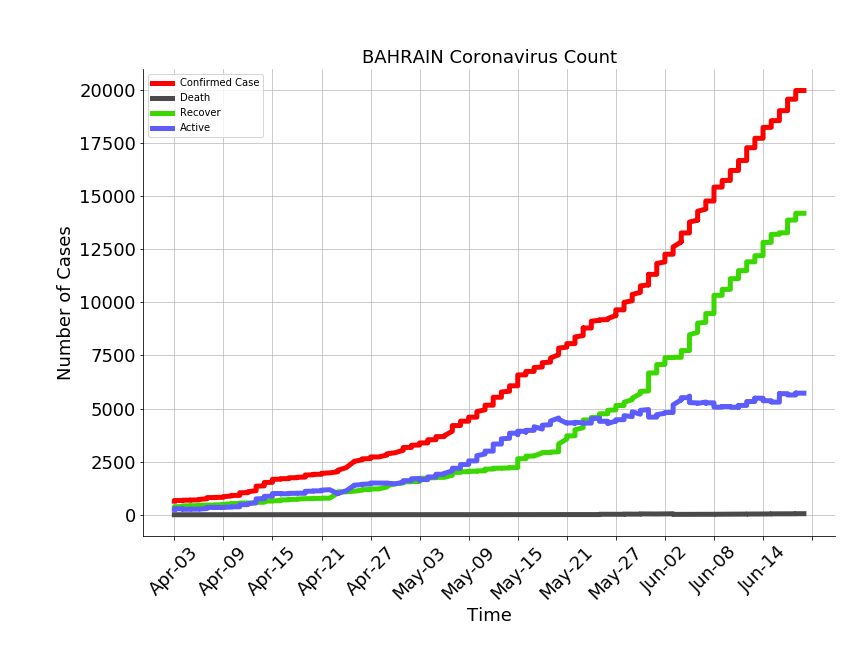 BAHRAIN Coronavirus Count
Confirmed Case
Death
Recover
Active
Number of Cases
20000
17500
15000
12500
10000
7500
5000
2500
0
Apr-03 Apr-09 Apr-15 Apr-21 Apr-27 May-03 May-09 May-15 May-21 May-27 Jun-02 Jun-08 Jun-14
Time